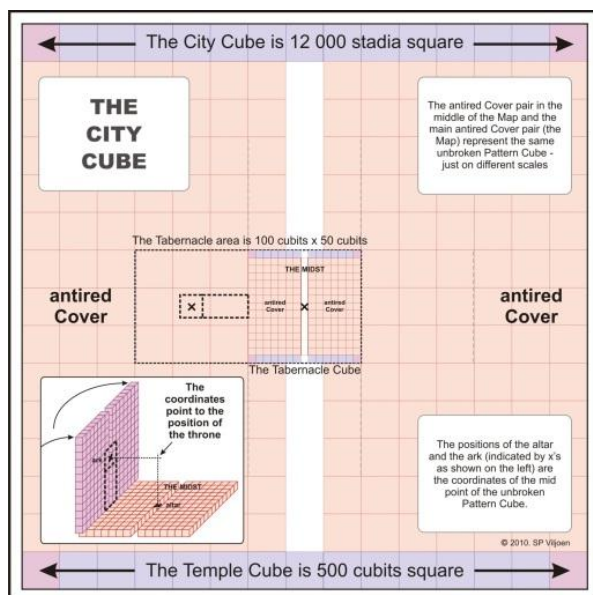 The City Cube is 12 000 stadia square
THE
CITY
CUBE
The antired Cover pair in the
middle of the Map and the
main antired Cover pair (the
Map) represent the same
unbroken Pattern Cube -
just on different scales
The Tabernacle area is 100 cubits x 50 cubits
THE MIDST
antired
Cover
antired
Cover
antired
Cover
antired
Cover
The Tabernacle Cube
The
coordinates
point to the
position of
the throne
ark
THE MIDST
altar
The positions of the altar
and the ark (indicated by x's
as shown on the left) are
the coordinates of the mid
point of the unbroken
Pattern Cube.
© 2010. SP Viljoen
The Temple Cube is 500 cubits square